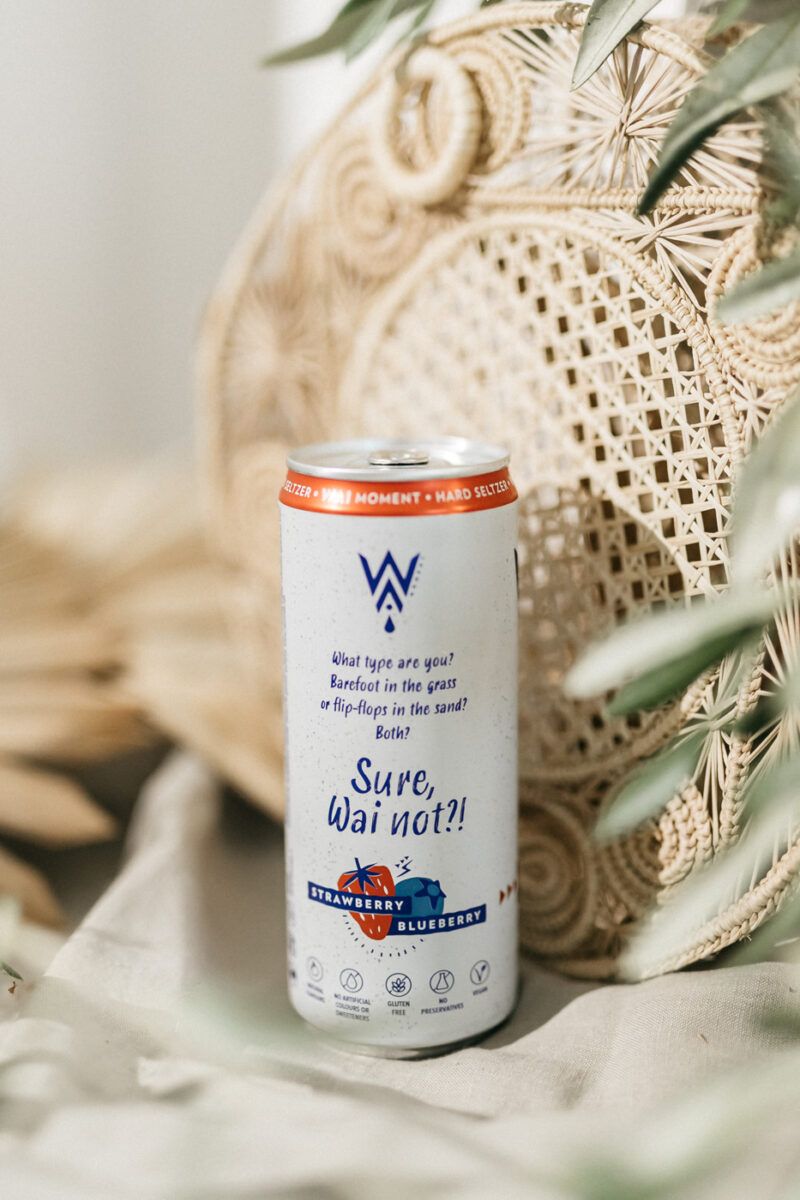 SELTZER • WAI MOMENT • HARD SELTZER
WA
What type are you?
Barefoot in the grass
or flip-flops in the sand?
Both?
Sure,
Wai not?!
STRAWBERRY
BLUEBERRY
NO ARTIFICIAL
COLOURS OR
SWEETENERS
GLUTEN
FREE
NO
PRESERVATIVES
VEGAN